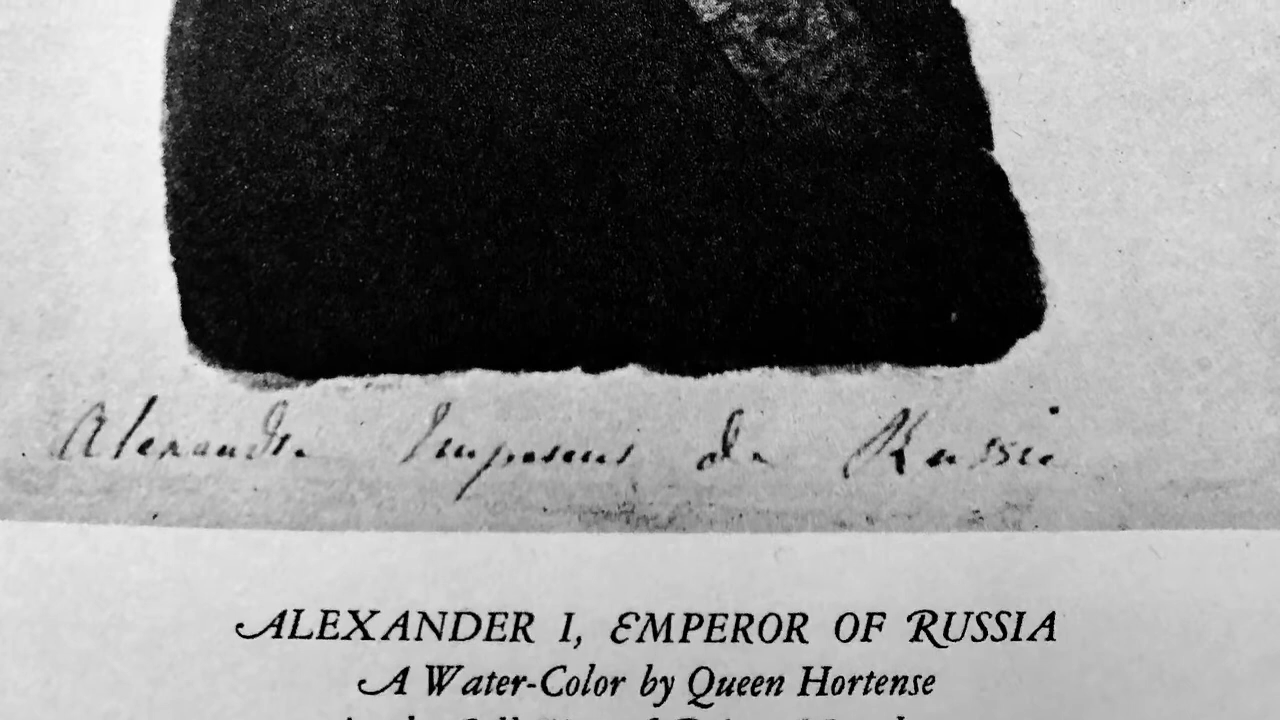 Alexandre Empereur de Russie
ALEXANDER I, EMPEROR OF RUSSIA
A Water-Color by Queen Hortense